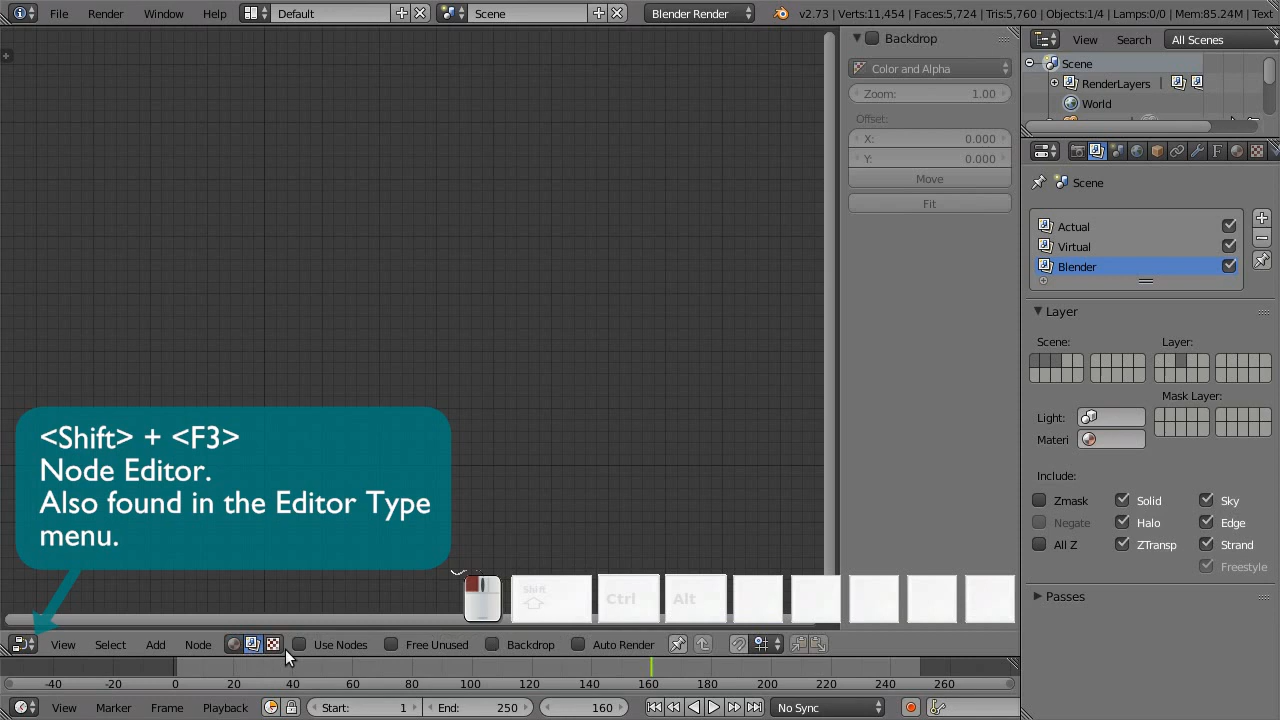 File Render Window Help Default Scene Blender Render v2.73 | Verts:11,454 | Faces:5,724 | Tris:5,760 | Objects:1/4 | Lamps:0/0 | Mem:85.24M | Text
Backdrop
Color and Alpha
Zoom: 1.00
Offset:
X: 0.000
Y: 0.000
Move
Fit
View Search All Scenes
Scene
RenderLayers
World
Scene
Actual
Virtual
Blender
Layer
Scene: Layer:
Mask Layer:
Light:
Materi
Include:
Zmask Solid Sky
Negate Halo Edge
All Z ZTransp Strand
Freestyle
Passes
<Shift> + <F3>
Node Editor.
Also found in the Editor Type
menu.
Shift Ctrl Alt
View Select Add Node Use Nodes Free Unused Backdrop Auto Render
-40 -20 0 20 40 60 80 100 120 140 160 180 200 220 240 260
View Marker Frame Playback Start: 1 End: 250 160 No Sync